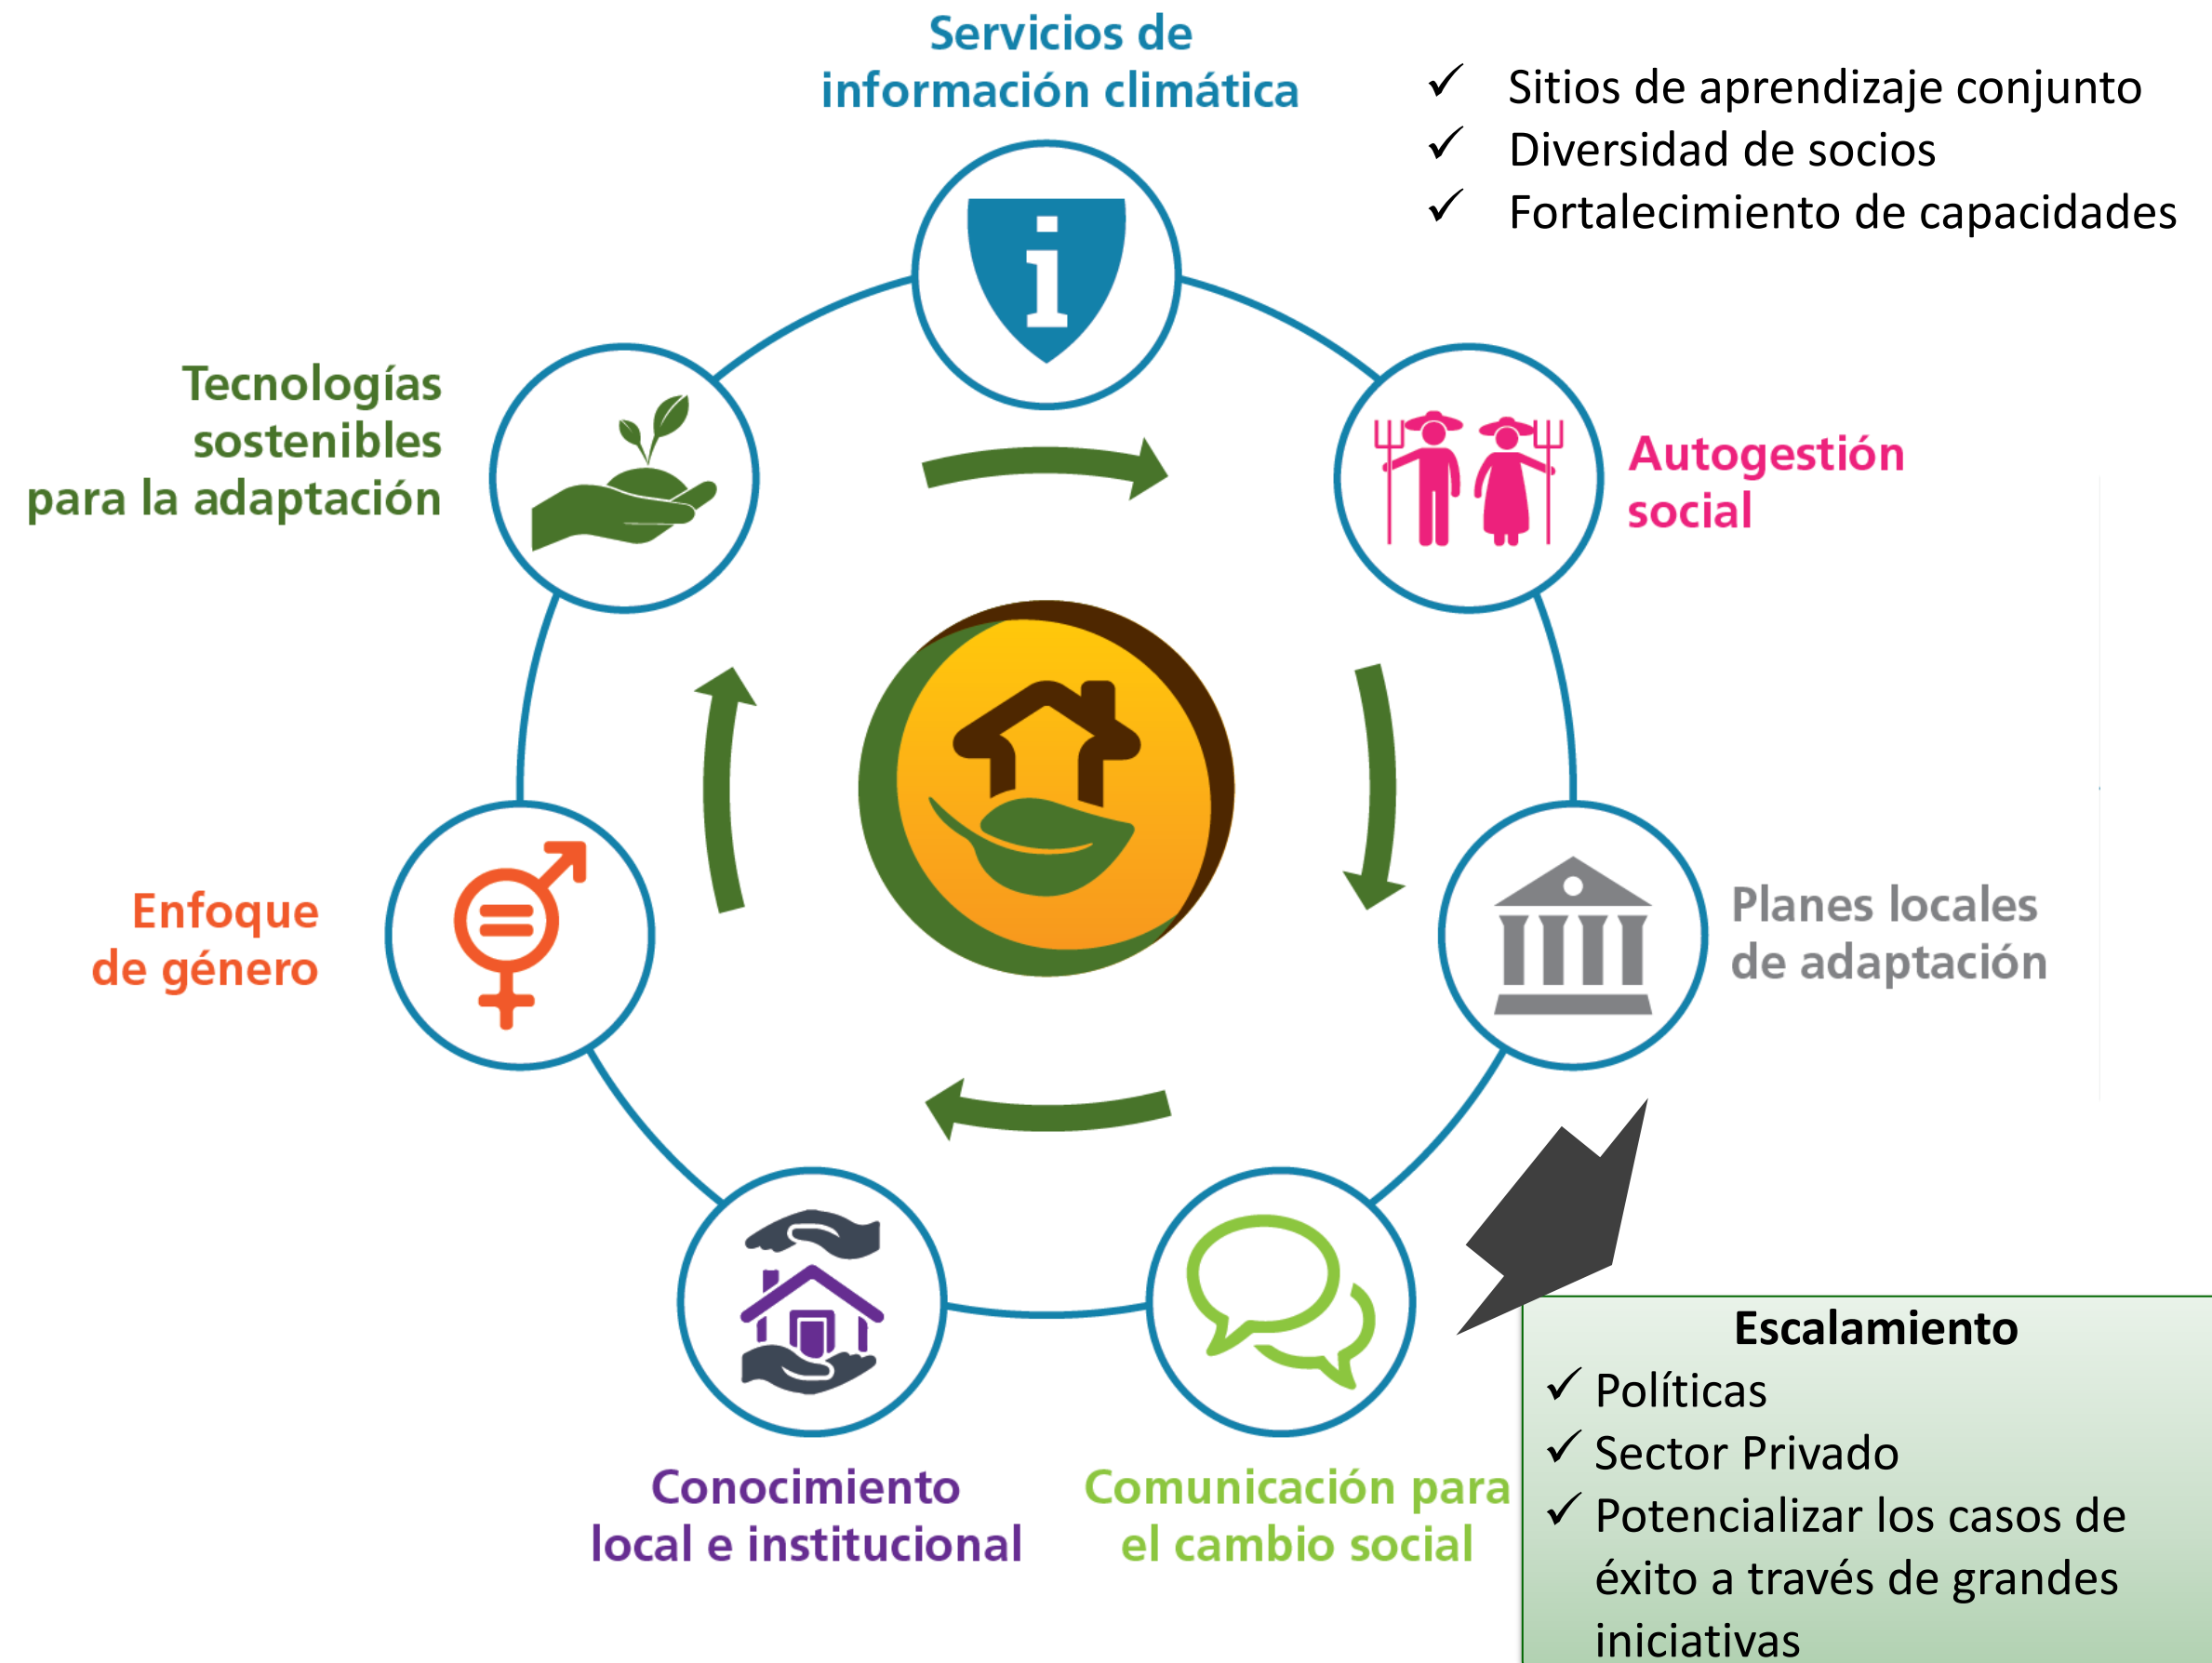 Servicios de
información climática
✓ Sitios de aprendizaje conjunto
✓ Diversidad de socios
✓ Fortalecimiento de capacidades
Tecnologías
sostenibles
para la adaptación
Autogestión
social
Enfoque
de género
Planes locales
de adaptación
Conocimiento
local e institucional
Comunicación para
el cambio social
Escalamiento
✓ Políticas
✓ Sector Privado
✓ Potencializar los casos de
éxito a través de grandes
iniciativas